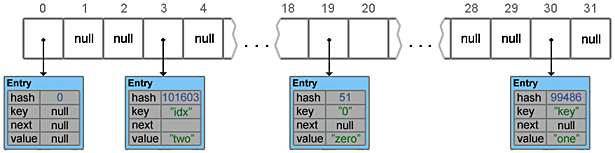 0 1 2 3 4 18 19 20 28 29 30 31
null null null ... ... null null null
Entry Entry Entry Entry
hash 0 hash 101603 hash 51 hash 99486
key null key "idx" key "0" key "key"
next null next next null next null
value null value "two" value "zero" value "one"